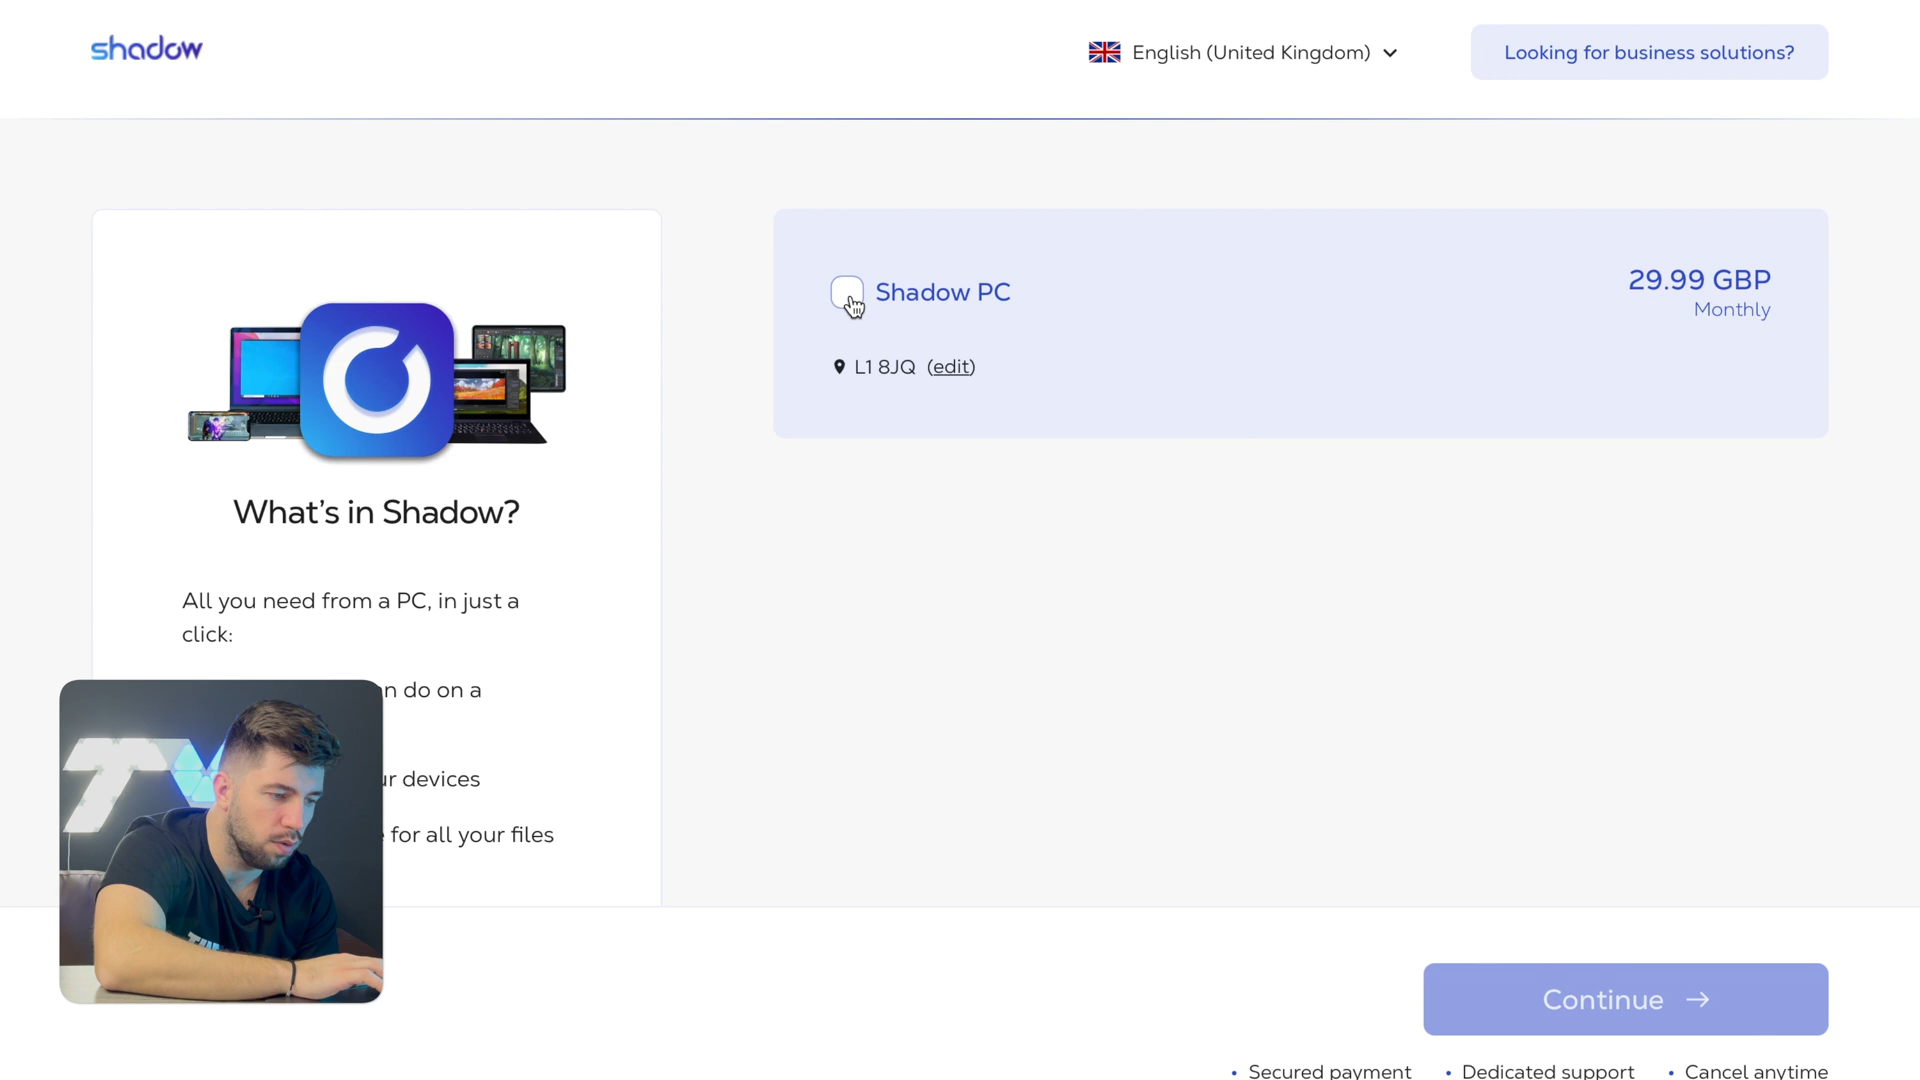 shadow
English (United Kingdom)
Looking for business solutions?
Shadow PC
29.99 GBP
Monthly
L1 8JQ (edit)
What's in Shadow?
All you need from a PC, in just a
click:
do on a
devices
for all your files
Continue →
• Secured payment • Dedicated support • Cancel anytime